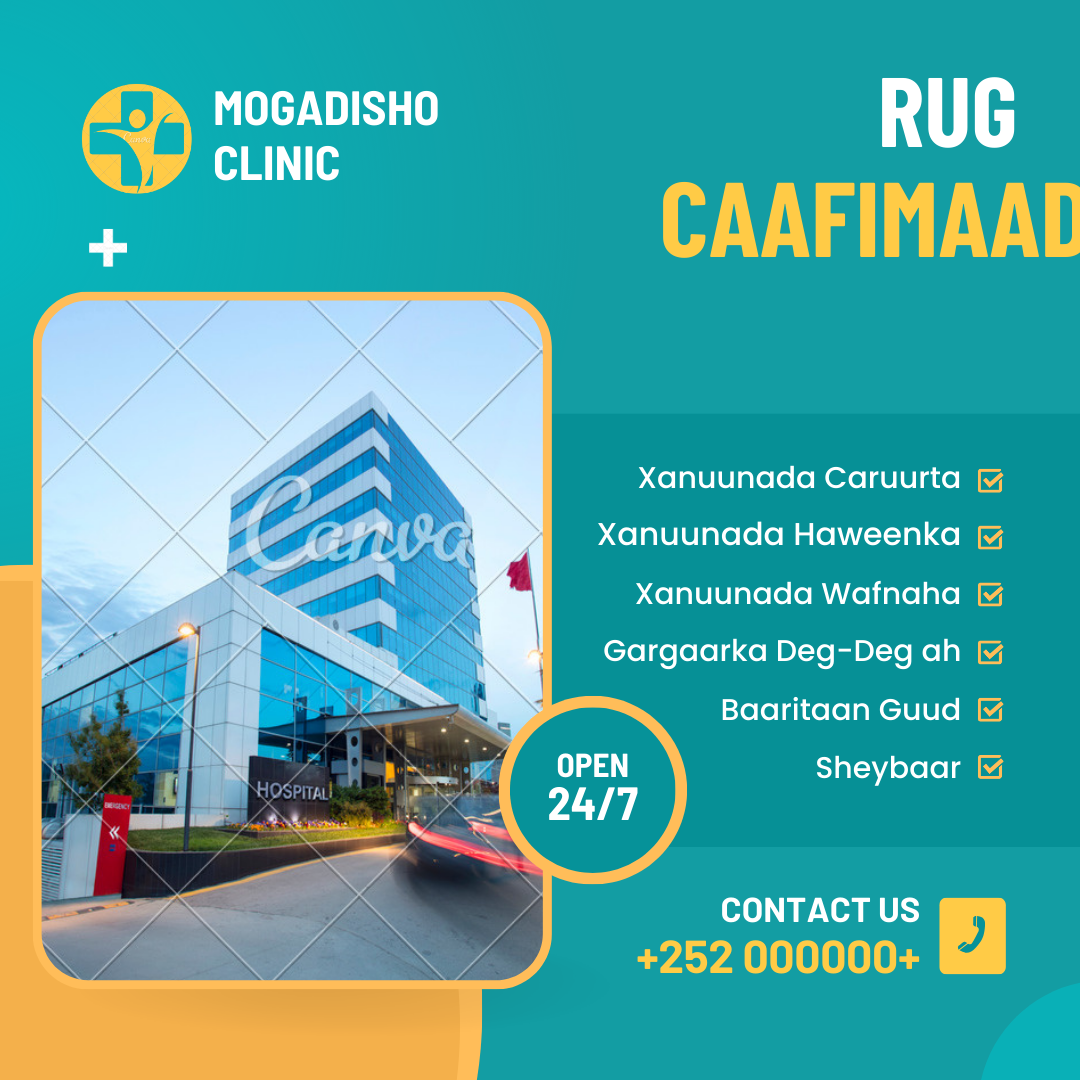 MOGADISHO
CLINIC
RUG
CAAFIMAAD
Xanuunada Caruurta
Xanuunada Haweenka
Xanuunada Wafnaha
Gargaarka Deg-Deg ah
Baaritaan Guud
Sheybaar
Canva
HOSPITAL
EMERGENCY
OPEN
24/7
CONTACT US
+252 000000+